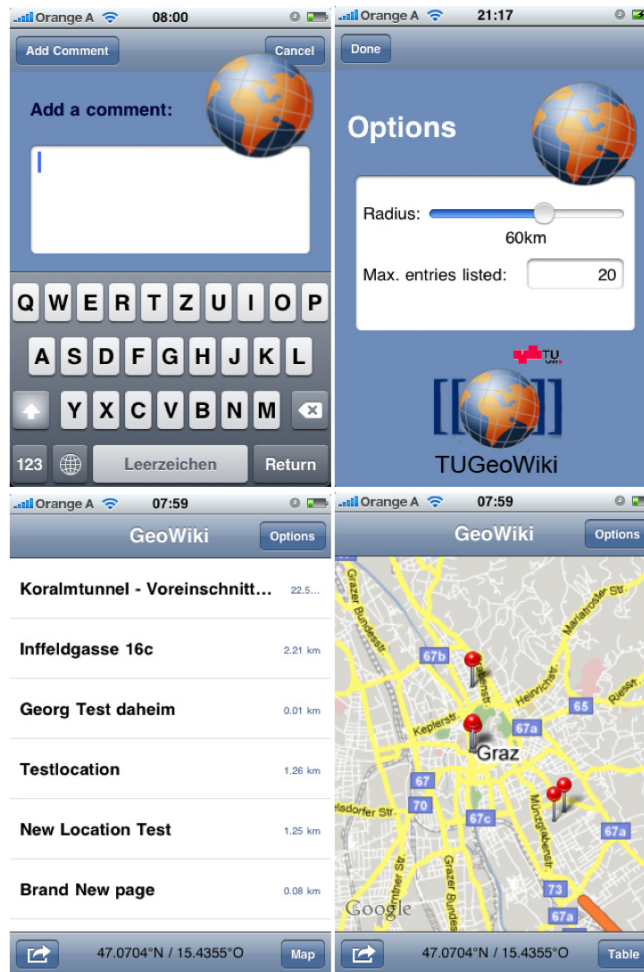 Orange A 08:00
Add Comment Cancel
Add a comment:
Q W E R T Z U I O P
A S D F G H J K L
Y X C V B N M
123 Leerzeichen Return
Orange A 21:17
Done
Options
Radius:
60km
Max. entries listed: 20
TU
[[ ]]
TUGeoWiki
Orange A 07:59
GeoWiki Options
Koralmtunnel - Voreinschnitt... 22.5...
Inffeldgasse 16c 2.21 km
Georg Test daheim 0.01 km
Testlocation 1.26 km
New Location Test 1.25 km
Brand New page 0.08 km
47.0704°N / 15.4355°O Map
Orange A 07:59
GeoWiki Options
Grazer Bundesstr.
Mariatroster Str.
67b
Grabenstr.
Heinrichstr.
Riesstr.
65
Keplerstr.
67a
Graz
67
70
67c
Münzgrabenstr.
67a
73
67a
Google
47.0704°N / 15.4355°O Table